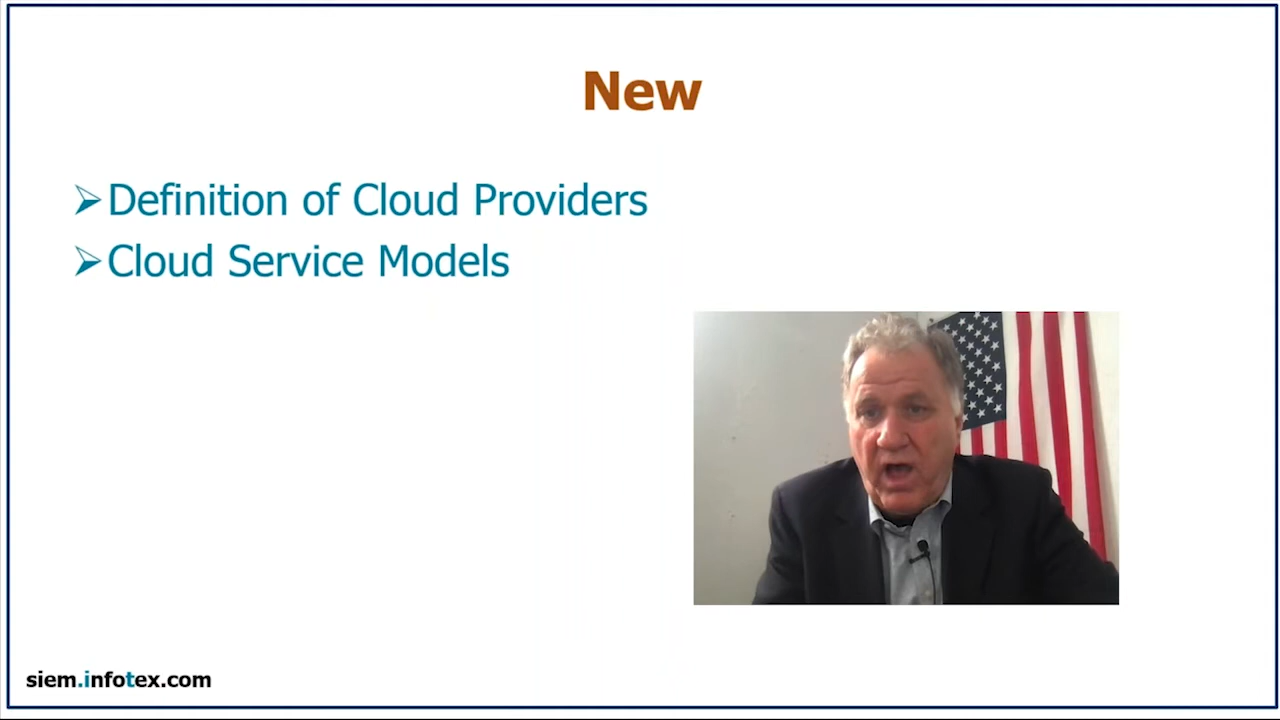 New
Definition of Cloud Providers
Cloud Service Models
siem.infotex.com